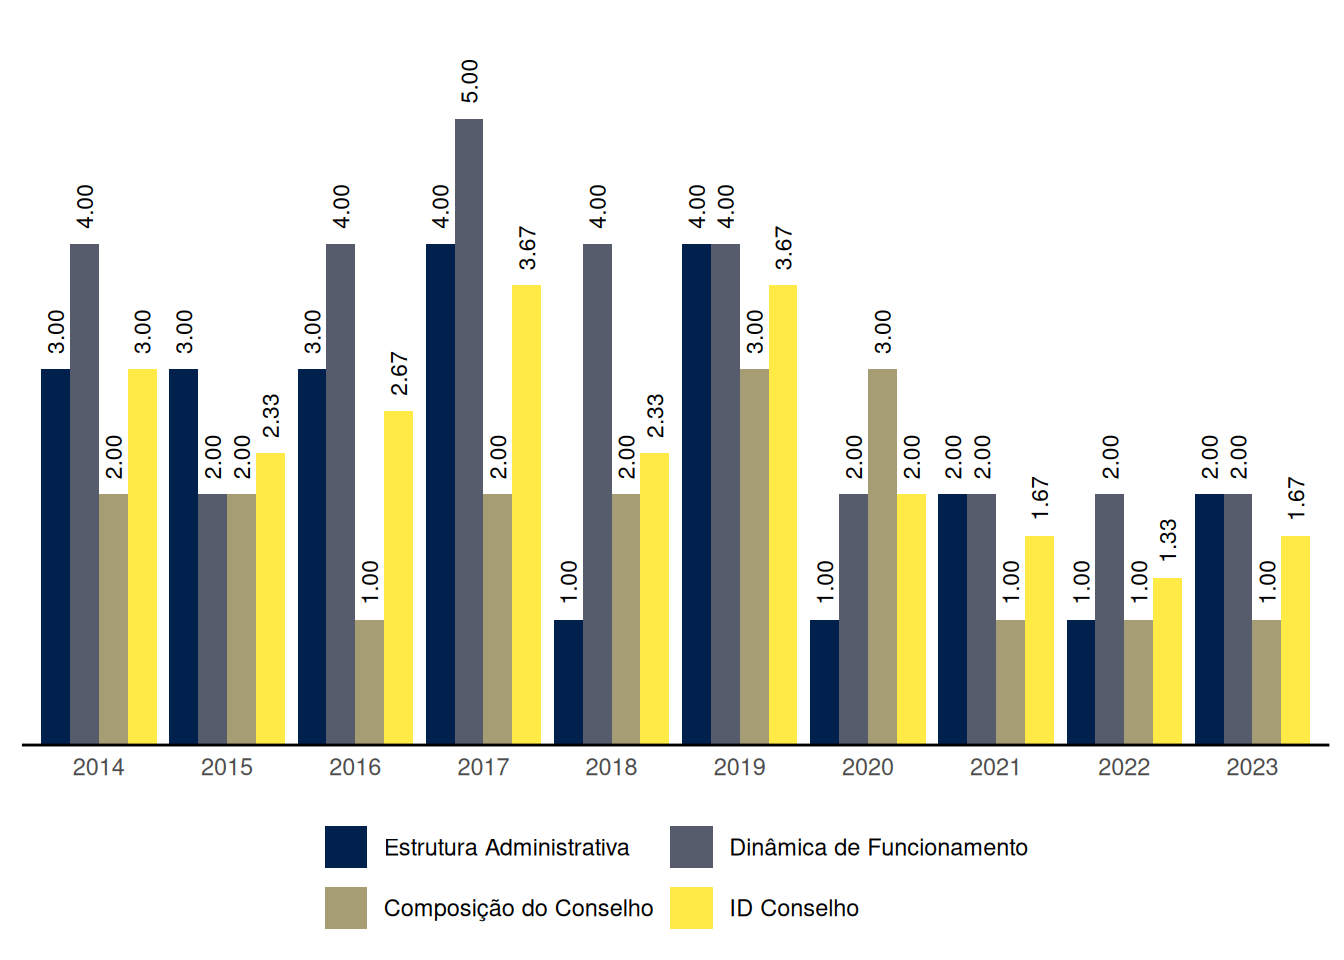 5.00
4.00 4.00 4.00 4.00 4.00 4.00
3.67 3.67
3.00 3.00 3.00 3.00 3.00 3.00
2.67
2.33 2.33
2.00 2.00 2.00 2.00 2.00 2.00 2.00 2.00 2.00 2.00 2.00 2.00
1.67 1.67
1.33
1.00 1.00 1.00 1.00 1.00 1.00 1.00
2014 2015 2016 2017 2018 2019 2020 2021 2022 2023
Estrutura Administrativa Dinâmica de Funcionamento
Composição do Conselho ID Conselho